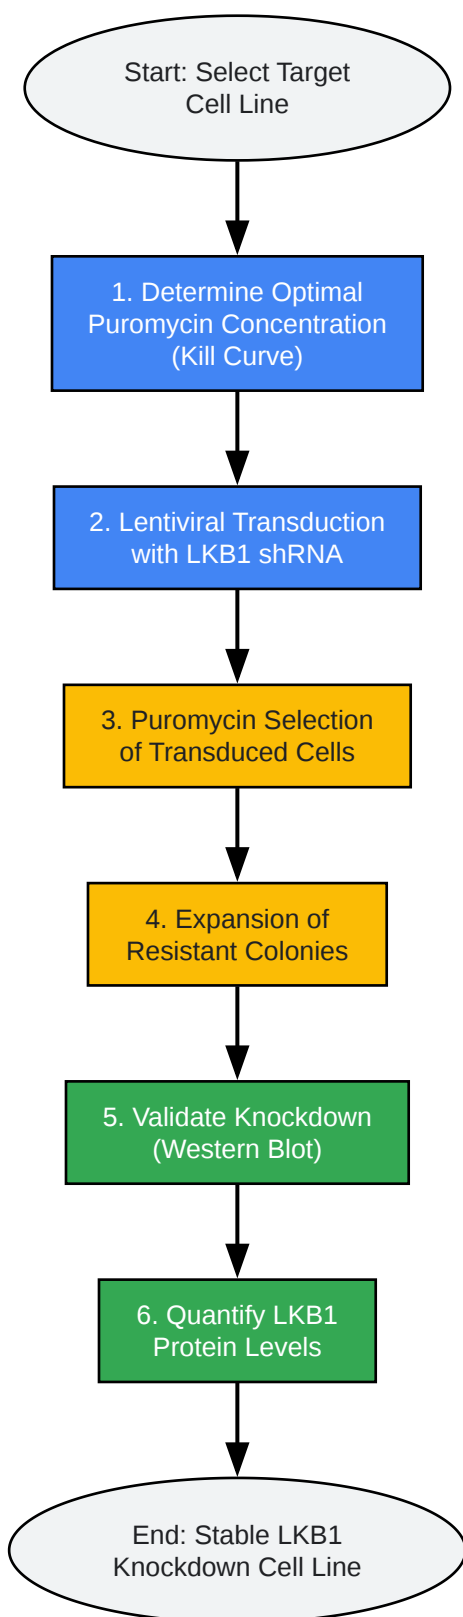 Start: Select Target
Cell Line
1. Determine Optimal
Puromycin Concentration
(Kill Curve)
2. Lentiviral Transduction
with LKB1 shRNA
3. Puromycin Selection
of Transduced Cells
4. Expansion of
Resistant Colonies
5. Validate Knockdown
(Western Blot)
6. Quantify LKB1
Protein Levels
End: Stable LKB1
Knockdown Cell Line